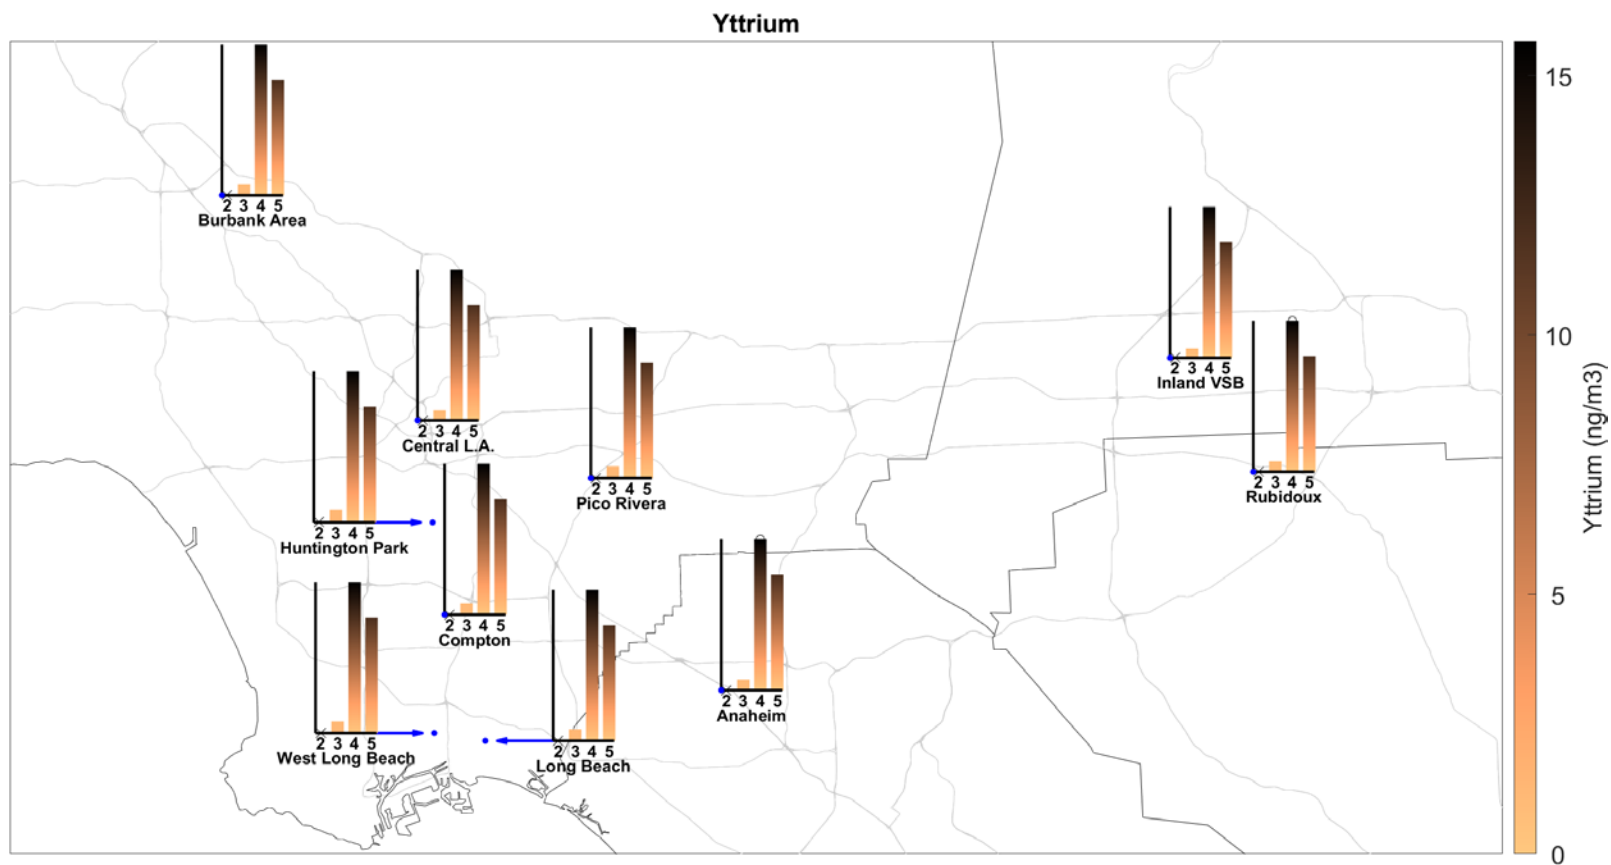 Yttrium
2 3 4 5
Burbank Area
2 3 4 5
Inland VSB
2 3 4 5
Central L.A.
2 3 4 5
Pico Rivera
2 3 4 5
Rubidoux
2 3 4 5
Huntington Park
2 3 4 5
Compton
2 3 4 5
Anaheim
2 3 4 5
West Long Beach
2 3 4 5
Long Beach
15
10
5
0
Yttrium (ng/m3)